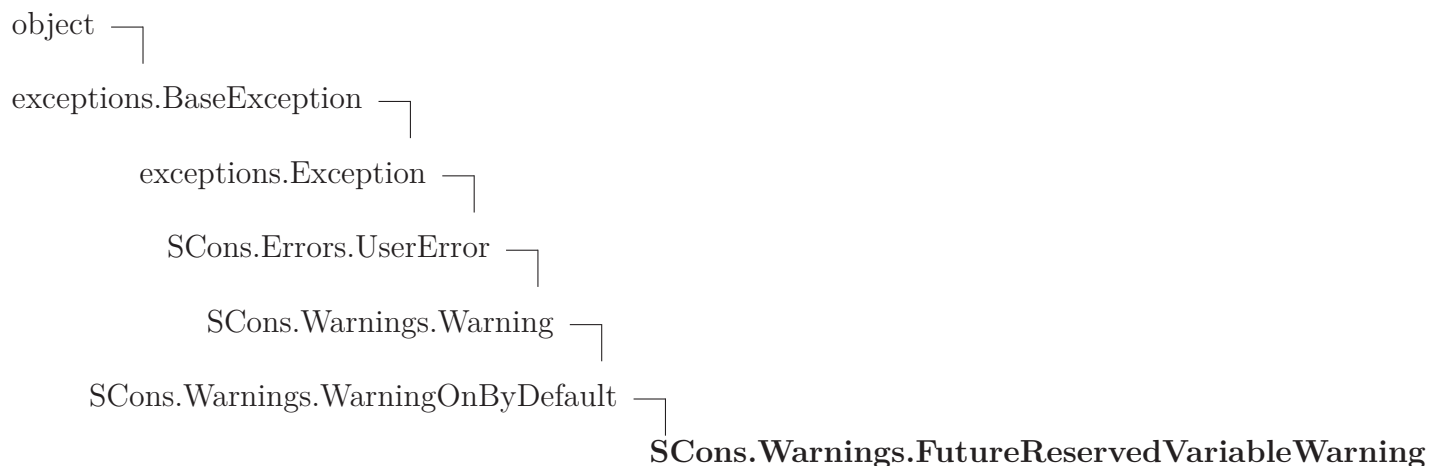 object
exceptions.BaseException
exceptions.Exception
SCons.Errors.UserError
SCons.Warnings.Warning
SCons.Warnings.WarningOnByDefault
SCons.Warnings.FutureReservedVariableWarning